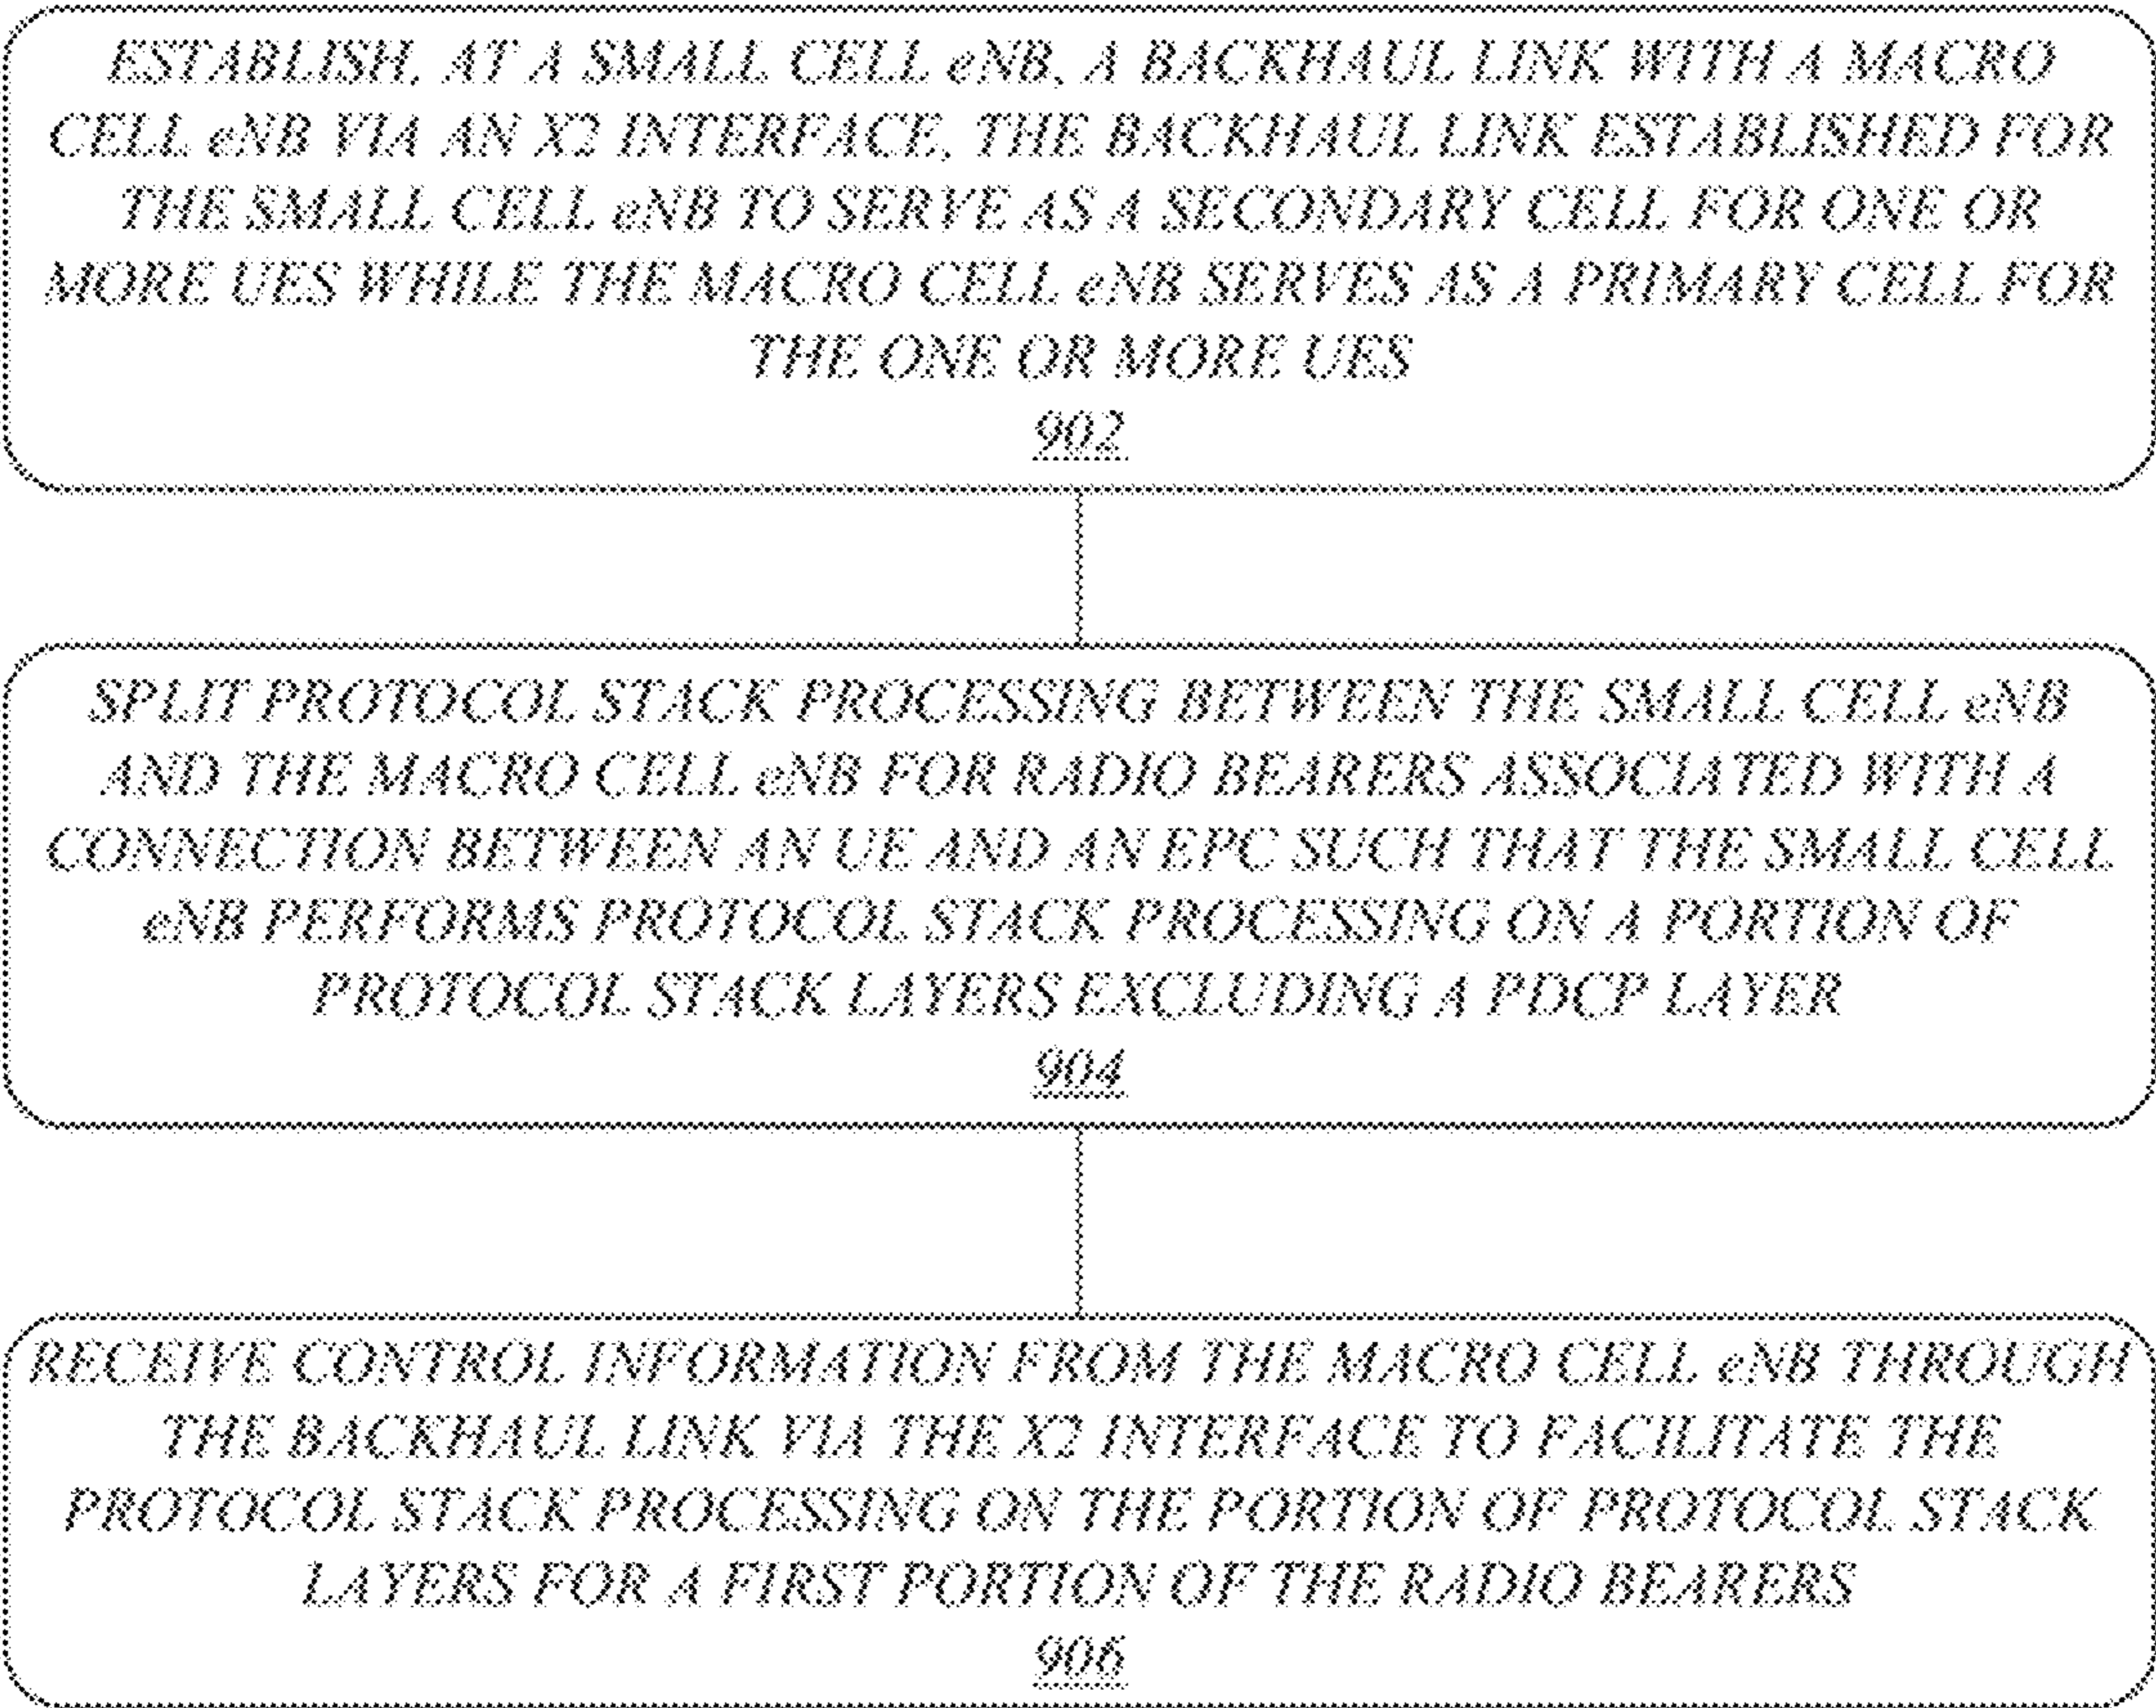 ESTABLISH, AT A SMALL CELL eNB, A BACKHAUL LINK WITH A MACRO
CELL eNB VIA AN X2 INTERFACE, THE BACKHAUL LINK ESTABLISHED FOR
THE SMALL CELL eNB TO SERVE AS A SECONDARY CELL FOR ONE OR
MORE UES WHILE THE MACRO CELL eNB SERVES AS A PRIMARY CELL FOR
THE ONE OR MORE UES
902
SPLIT PROTOCOL STACK PROCESSING BETWEEN THE SMALL CELL eNB
AND THE MACRO CELL eNB FOR RADIO BEARERS ASSOCIATED WITH A
CONNECTION BETWEEN AN UE AND AN EPC SUCH THAT THE SMALL CELL
eNB PERFORMS PROTOCOL STACK PROCESSING ON A PORTION OF
PROTOCOL STACK LAYERS EXCLUDING A PDCP LAYER
904
RECEIVE CONTROL INFORMATION FROM THE MACRO CELL eNB THROUGH
THE BACKHAUL LINK VIA THE X2 INTERFACE TO FACILITATE THE
PROTOCOL STACK PROCESSING ON THE PORTION OF PROTOCOL STACK
LAYERS FOR A FIRST PORTION OF THE RADIO BEARERS
906